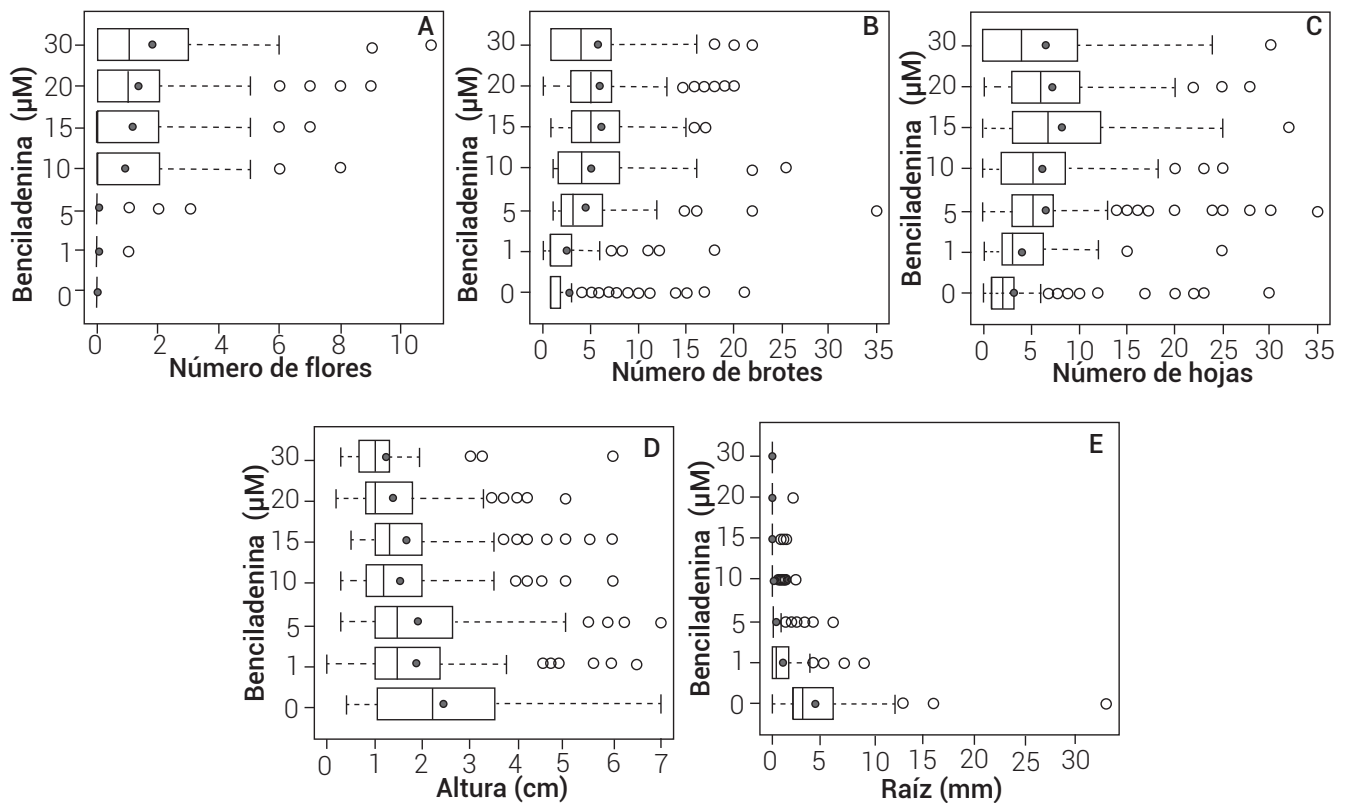 A
Benciladenina (µM)
30
20
15
10
5
1
0
0 2 4 6 8 10
Número de flores
B
Benciladenina (µM)
30
20
15
10
5
1
0
0 5 10 15 20 25 30 35
Número de brotes
C
Benciladenina (µM)
30
20
15
10
5
1
0
0 5 10 15 20 25 30 35
Número de hojas
D
Benciladenina (µM)
30
20
15
10
5
1
0
0 1 2 3 4 5 6 7
Altura (cm)
E
Benciladenina (µM)
30
20
15
10
5
1
0
0 5 10 15 20 25 30
Raíz (mm)